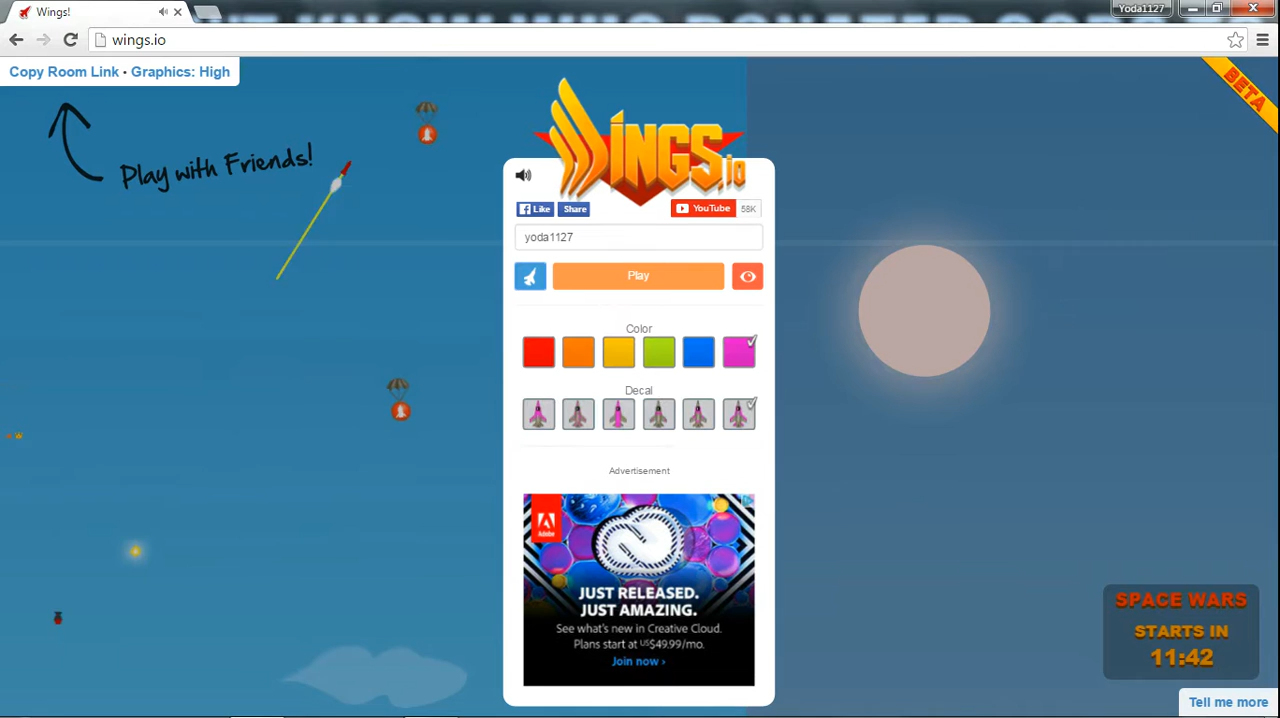 Wings!
Yoda1127
wings.io
Copy Room Link • Graphics: High
BETA
Play with Friends!
WINGS.io
Like Share YouTube 58K
yoda1127
Play
Color
Decal
Advertisement
Adobe
JUST RELEASED.
JUST AMAZING.
See what's new in Creative Cloud.
Plans start at US$49.99/mo.
Join now ›
SPACE WARS
STARTS IN
11:42
Tell me more